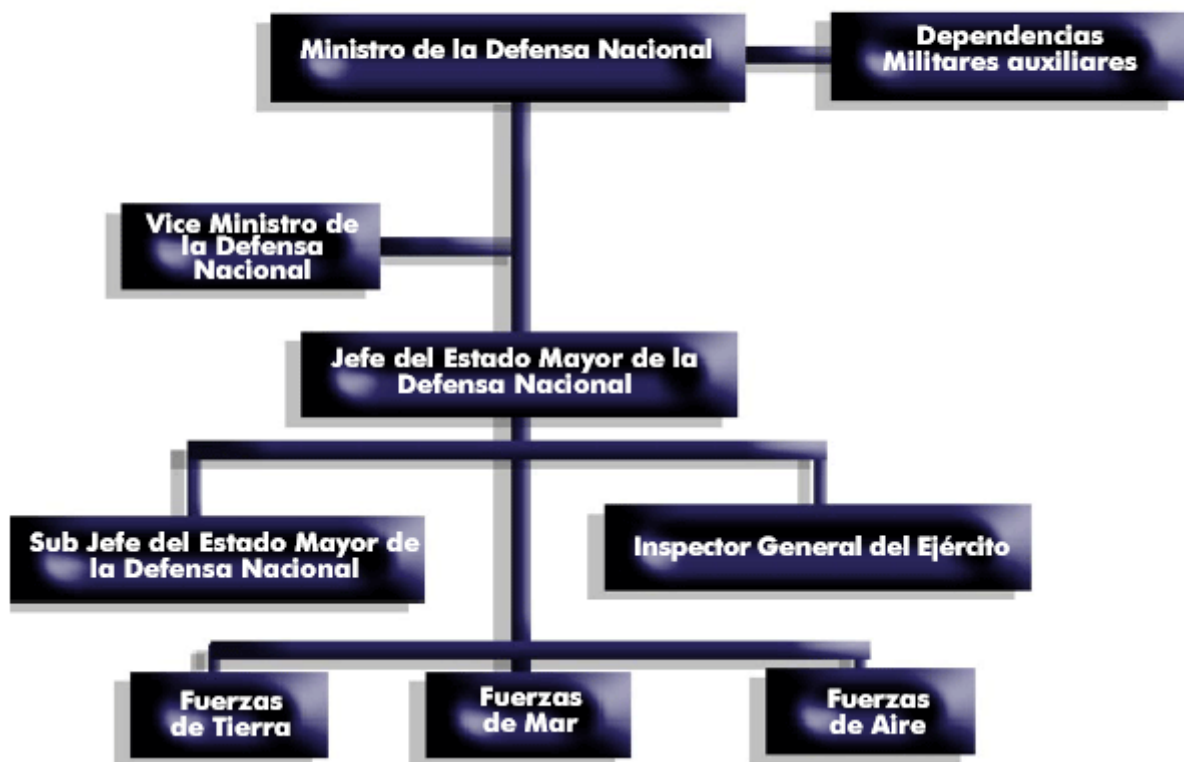 Ministro de la Defensa Nacional
Dependencias
Militares auxiliares
Vice Ministro de
la Defensa
Nacional
Jefe del Estado Mayor de la
Defensa Nacional
Sub Jefe del Estado Mayor de
la Defensa Nacional
Inspector General del Ejército
Fuerzas
de Tierra
Fuerzas
de Mar
Fuerzas
de Aire